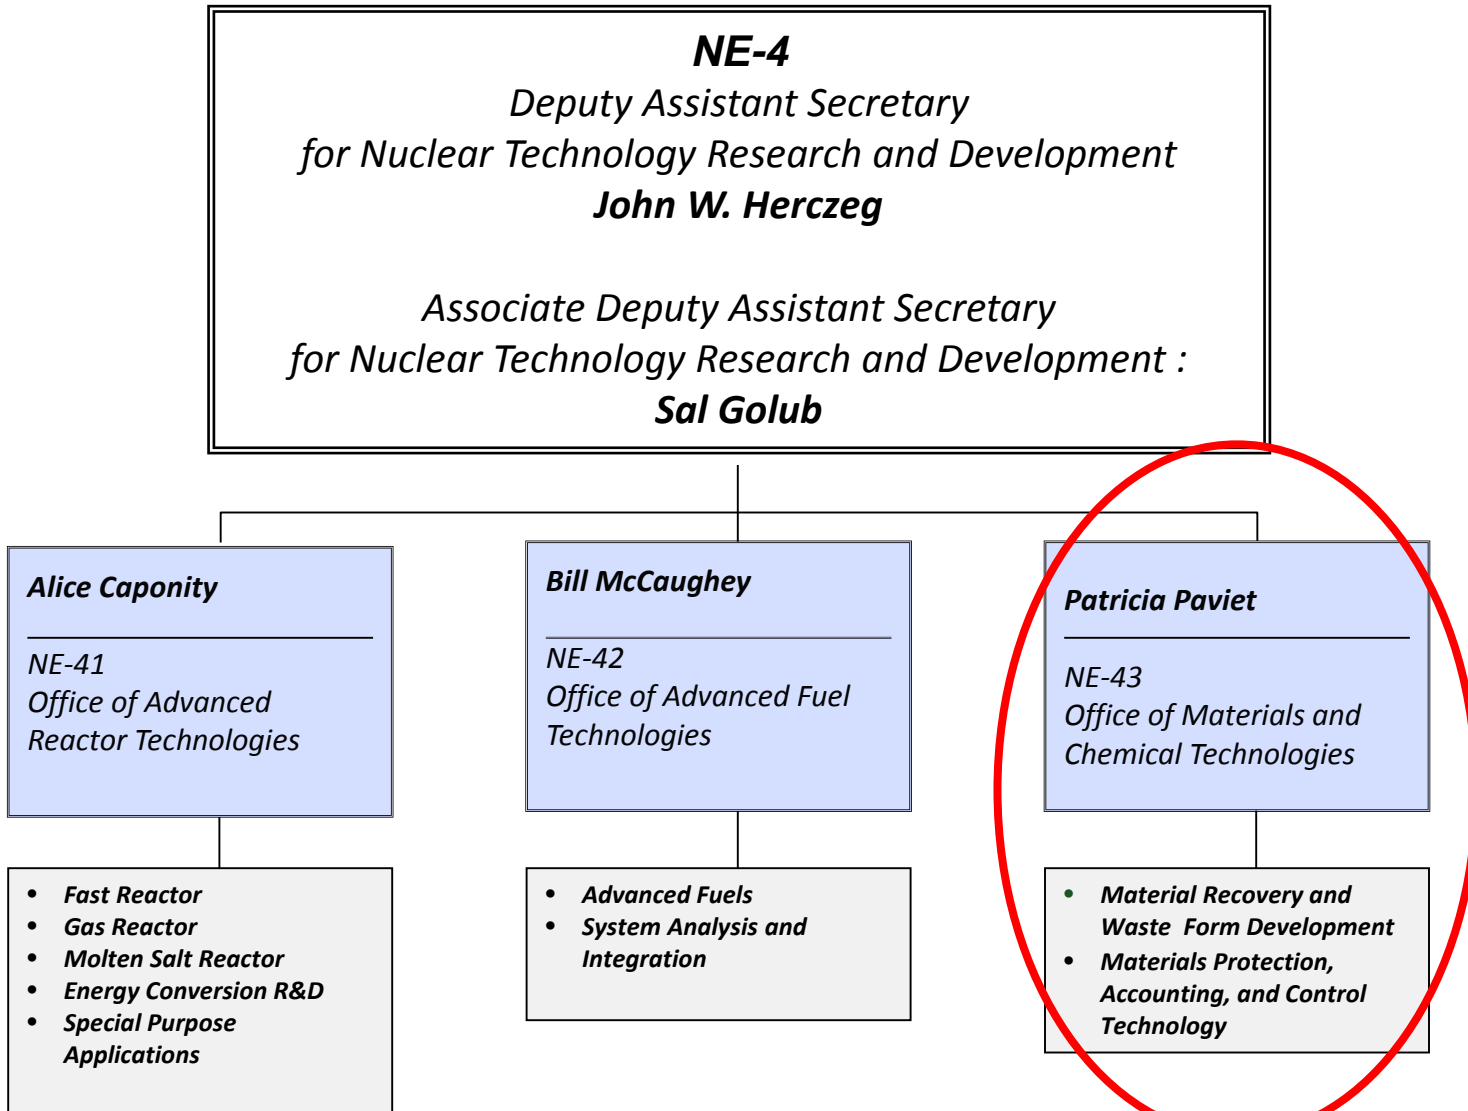 NE-4
Deputy Assistant Secretary
for Nuclear Technology Research and Development
John W. Herczeg
Associate Deputy Assistant Secretary
for Nuclear Technology Research and Development :
Sal Golub
Alice Caponity
NE-41
Office of Advanced
Reactor Technologies
• Fast Reactor
• Gas Reactor
• Molten Salt Reactor
• Energy Conversion R&D
• Special Purpose
Applications
Bill McCaughey
NE-42
Office of Advanced Fuel
Technologies
• Advanced Fuels
• System Analysis and
Integration
Patricia Paviet
NE-43
Office of Materials and
Chemical Technologies
• Material Recovery and
Waste Form Development
• Materials Protection,
Accounting, and Control
Technology